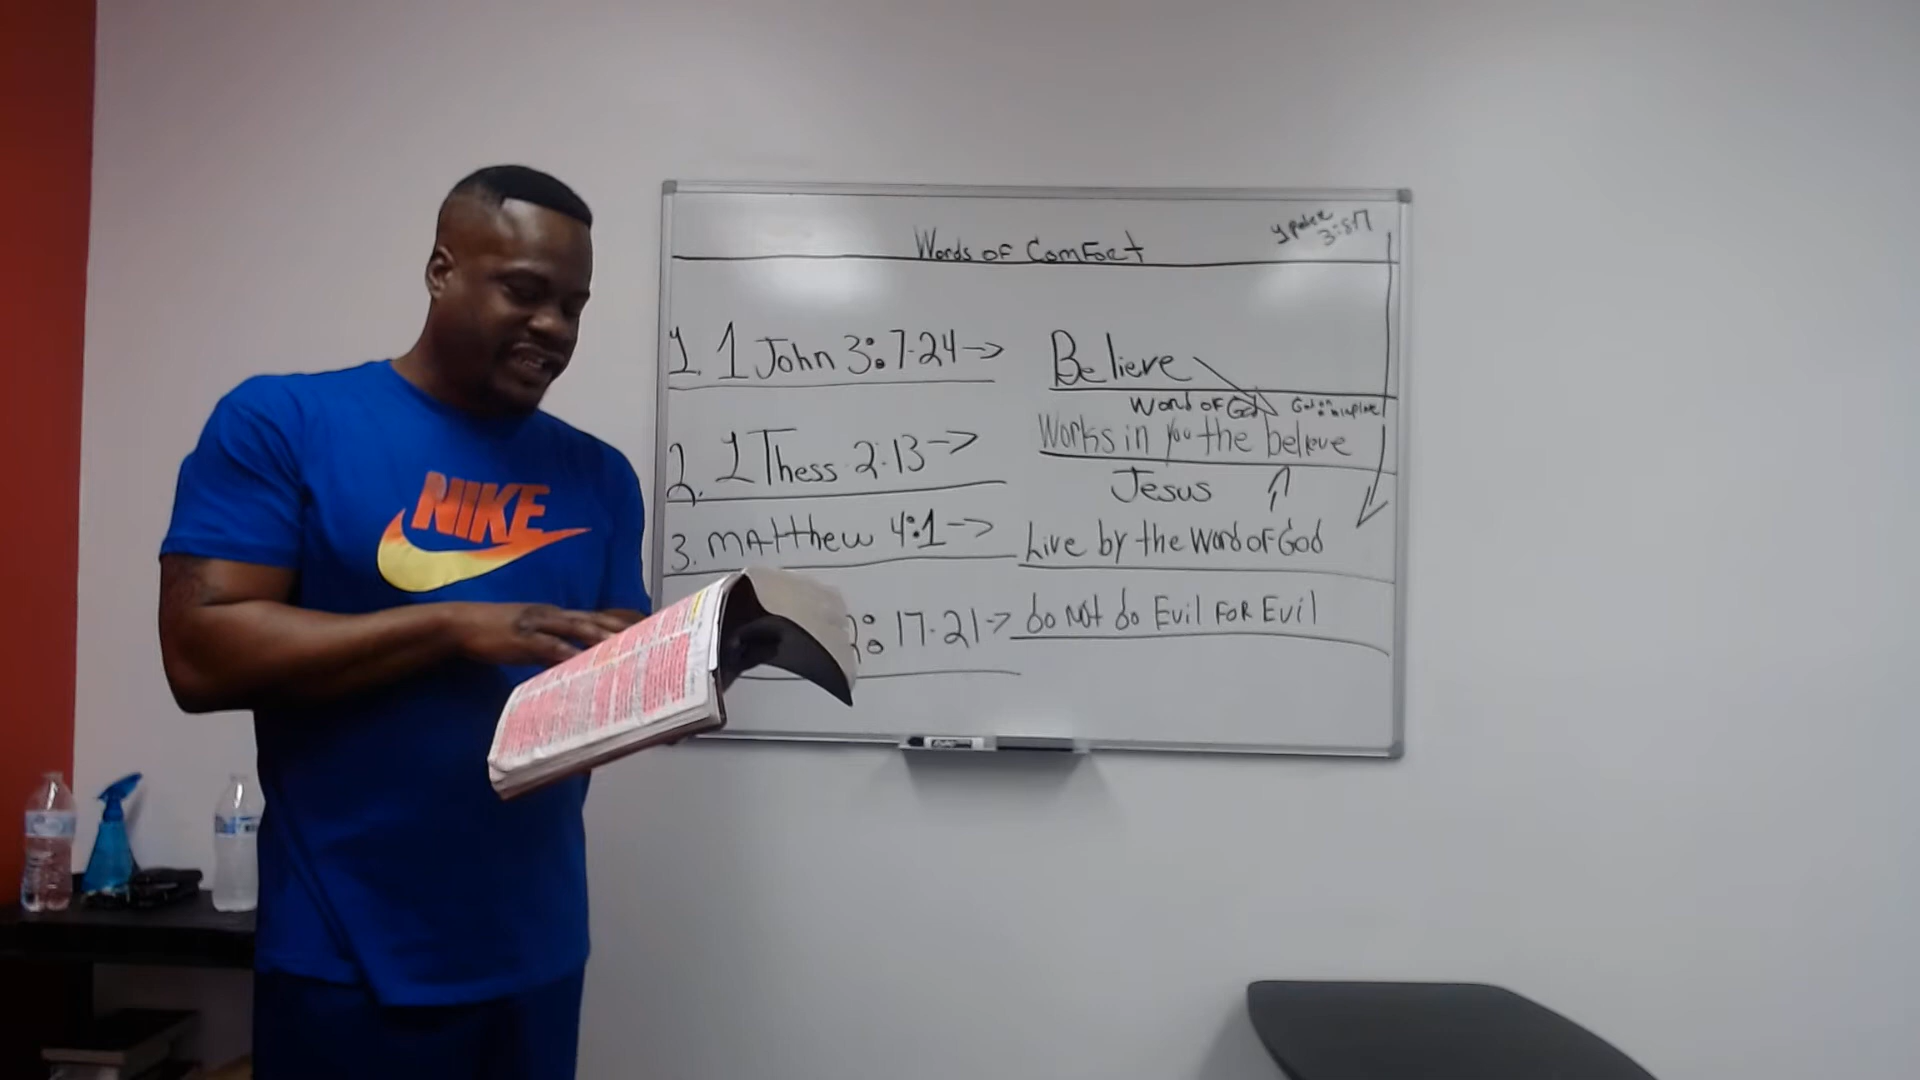 Words of Comfort
3:
1. 1 John 3:7-24 -> Believe
Word of God
2. 1 Thess 2:13 -> Works in you the believe
Jesus
3. Matthew 4:1 -> Live by the Word of God
2:17-21 -> do Not do Evil For Evil
NIKE